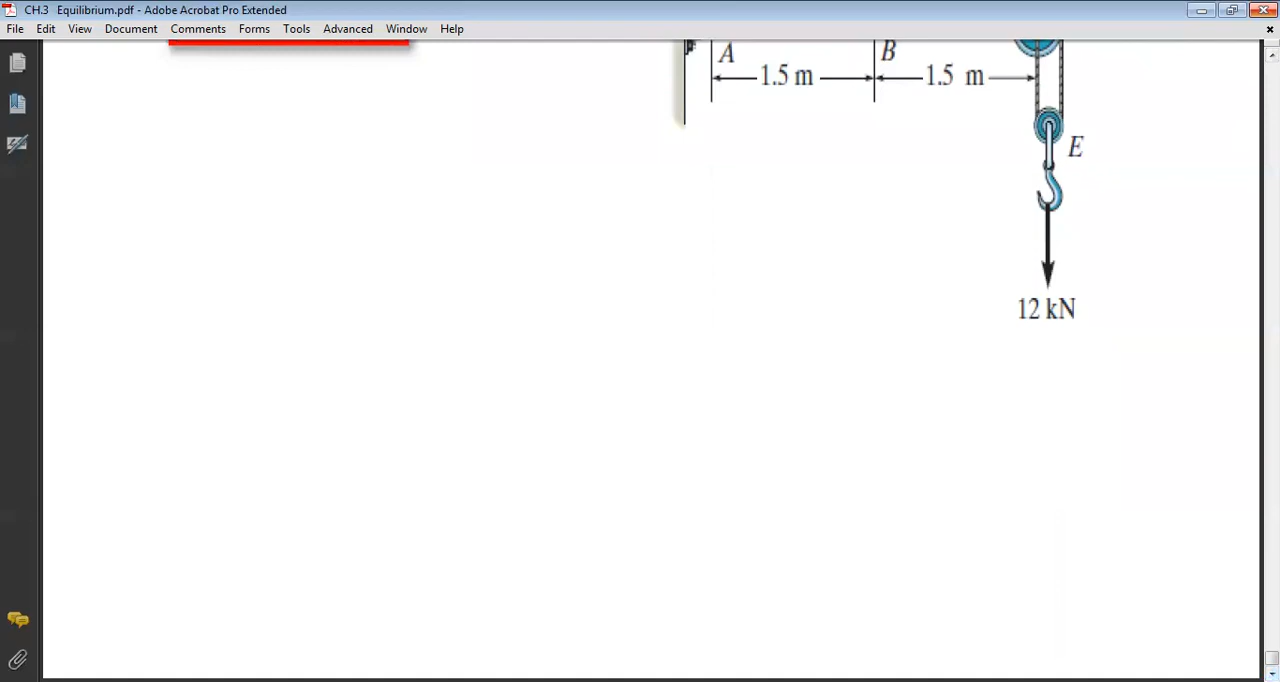 CH.3 Equilibrium.pdf - Adobe Acrobat Pro Extended
File Edit View Document Comments Forms Tools Advanced Window Help
A B
1.5 m 1.5 m
E
12 kN